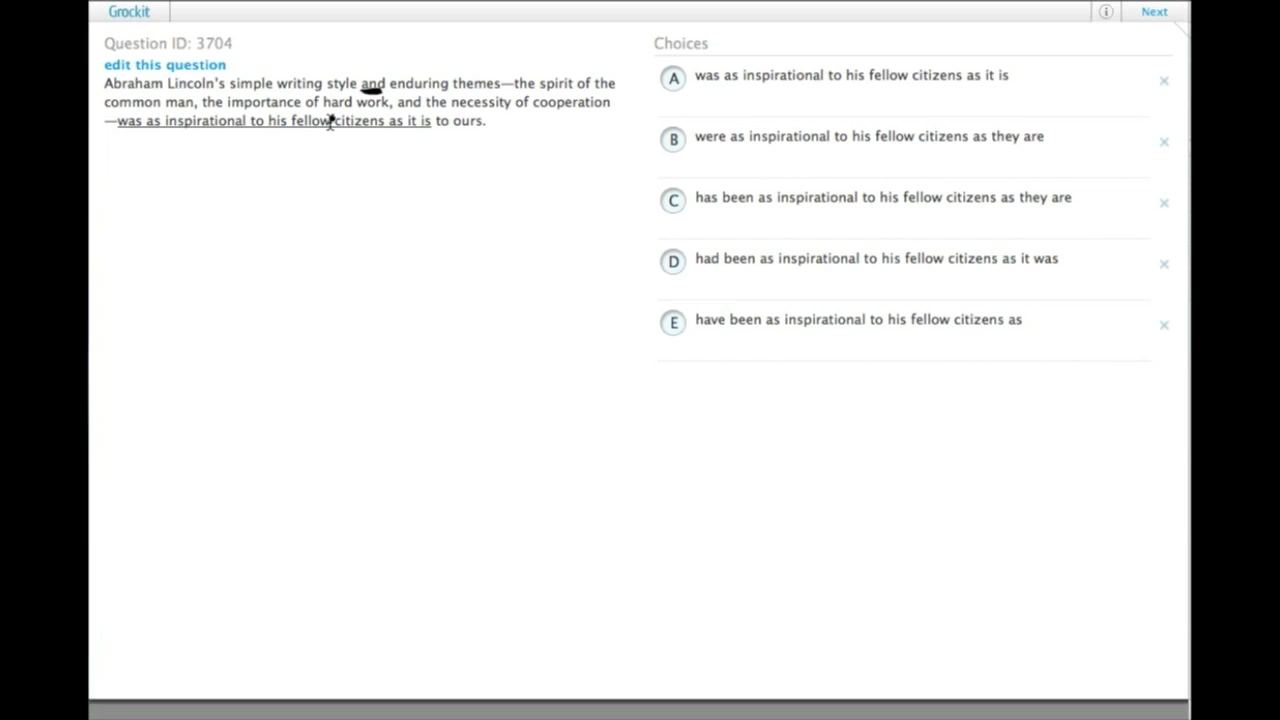 Grockit
i
Next
Question ID: 3704
edit this question
Abraham Lincoln's simple writing style and enduring themes—the spirit of the
common man, the importance of hard work, and the necessity of cooperation
—was as inspirational to his fellow citizens as it is to ours.
Choices
A was as inspirational to his fellow citizens as it is ×
B were as inspirational to his fellow citizens as they are ×
C has been as inspirational to his fellow citizens as they are ×
D had been as inspirational to his fellow citizens as it was ×
E have been as inspirational to his fellow citizens as ×